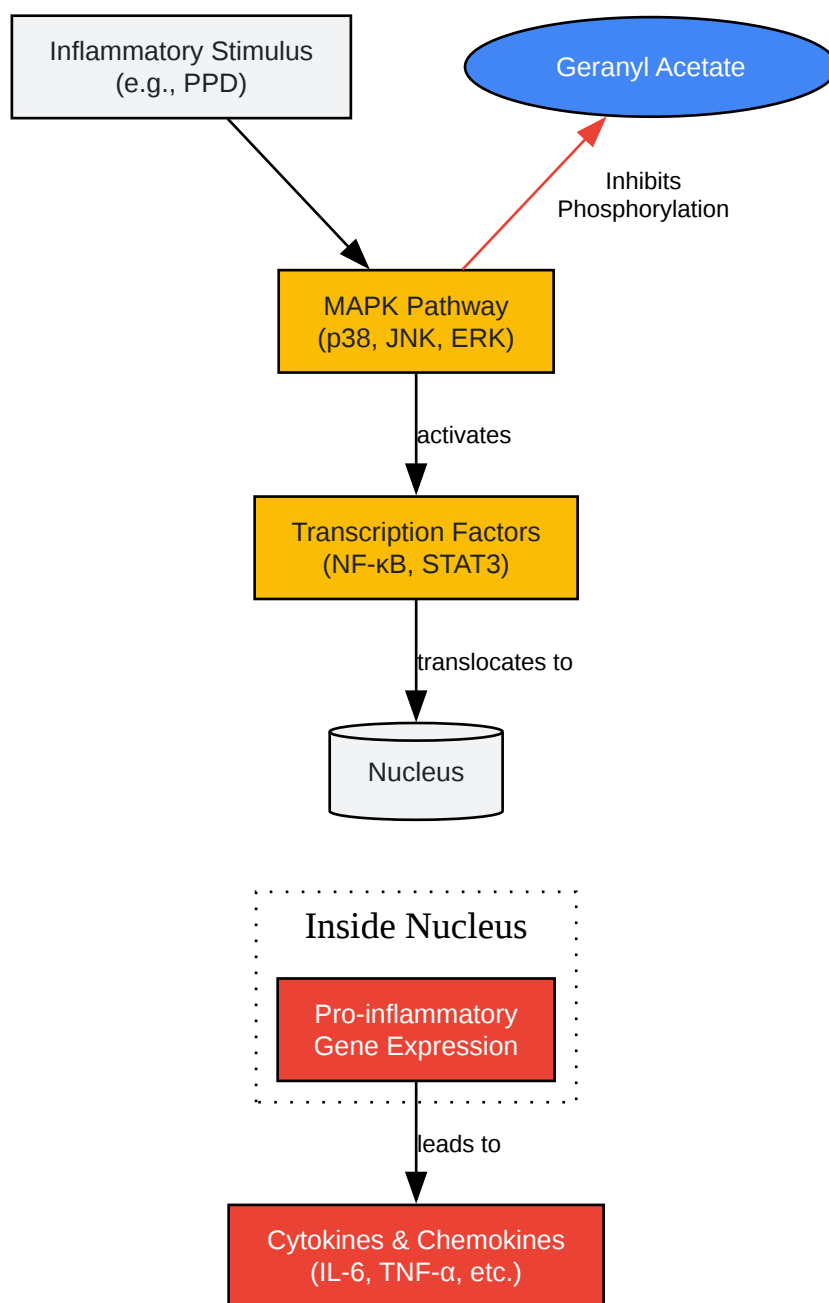 Inflammatory Stimulus
(e.g., PPD)
Geranyl Acetate
Inhibits
Phosphorylation
MAPK Pathway
(p38, JNK, ERK)
activates
Transcription Factors
(NF-κB, STAT3)
translocates to
Nucleus
Inside Nucleus
Pro-inflammatory
Gene Expression
leads to
Cytokines & Chemokines
(IL-6, TNF-α, etc.)